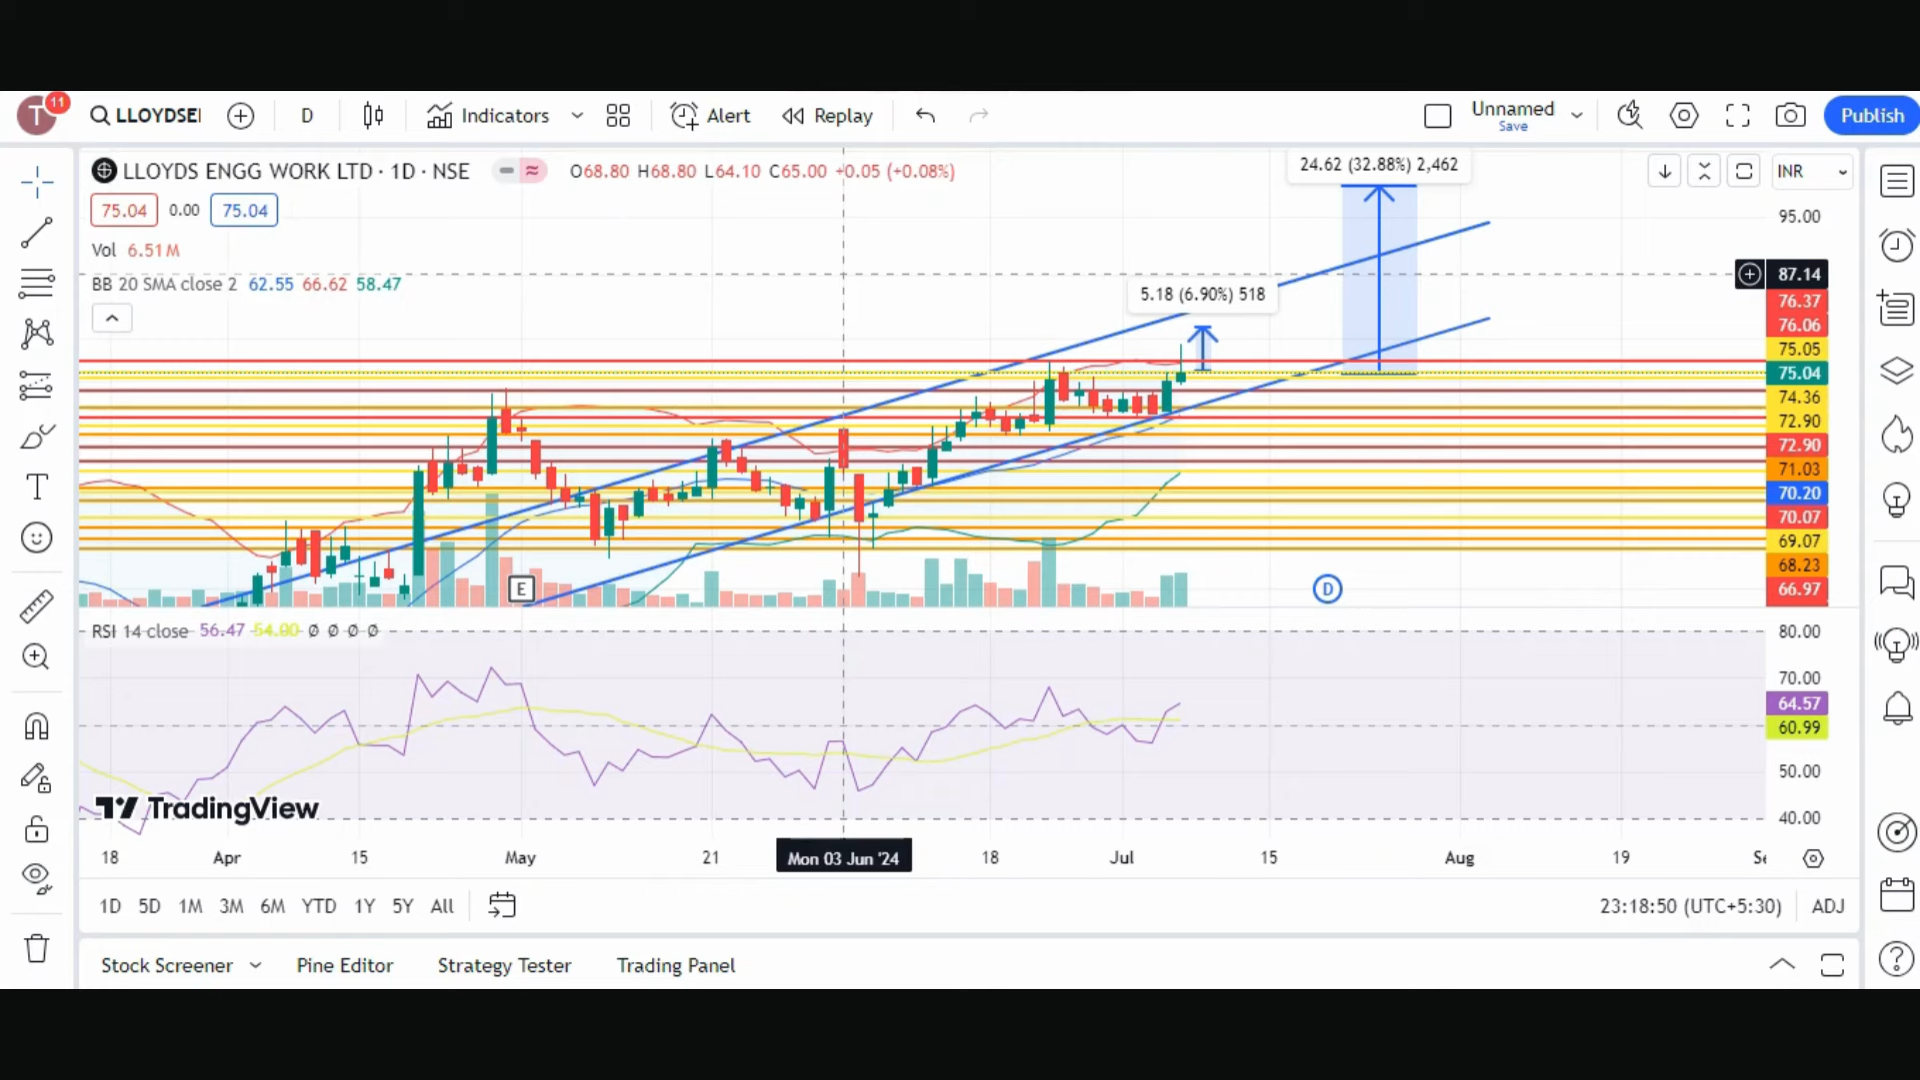 T 11 LLOYDSE D Indicators Alert Replay Unnamed Save Publish
LLOYDS ENGG WORK LTD · 1D · NSE O68.80 H68.80 L64.10 C65.00 +0.05 (+0.08%)
75.04 0.00 75.04
Vol 6.51M
BB 20 SMA close 2 62.55 66.62 58.47
24.62 (32.88%) 2,462
5.18 (6.90%) 518
INR
95.00
87.14
76.37
76.06
75.05
75.04
74.36
72.90
72.90
71.03
70.20
70.07
69.07
68.23
66.97
E
D
RSI 14 close 56.47 54.00 Ø Ø Ø Ø
80.00
70.00
64.57
60.99
50.00
40.00
TradingView
18 Apr 15 May 21 Mon 03 Jun '24 18 Jul 15 Aug 19 Se
1D 5D 1M 3M 6M YTD 1Y 5Y All 23:18:50 (UTC+5:30) ADJ
Stock Screener Pine Editor Strategy Tester Trading Panel